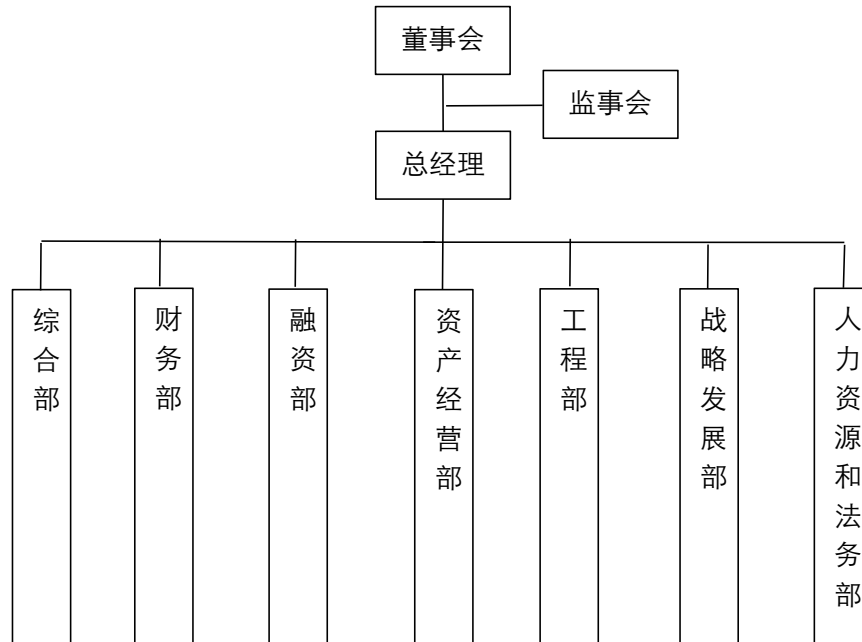 董事会
监事会
总经理
综合部
财务部
融资部
资产经营部
工程部
战略发展部
人力资源和法务部